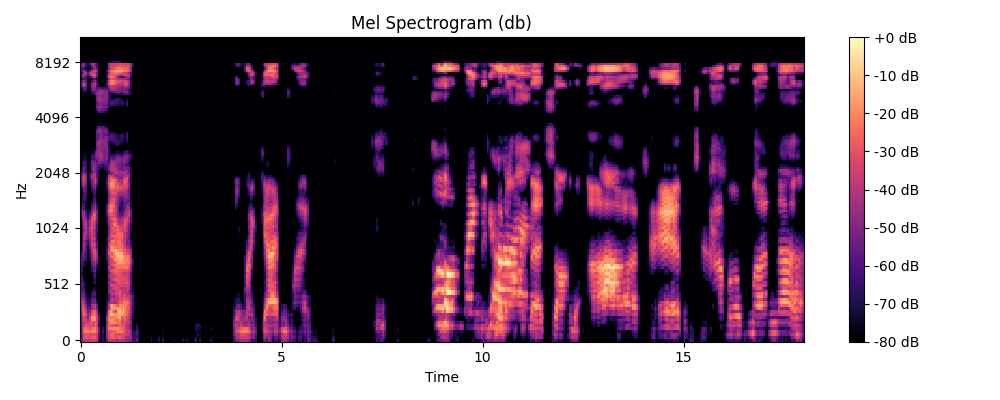 Mel Spectrogram (db)
8192
4096
2048
1024
512
0
Hz
0 5 10 15
Time
+0 dB
-10 dB
-20 dB
-30 dB
-40 dB
-50 dB
-60 dB
-70 dB
-80 dB